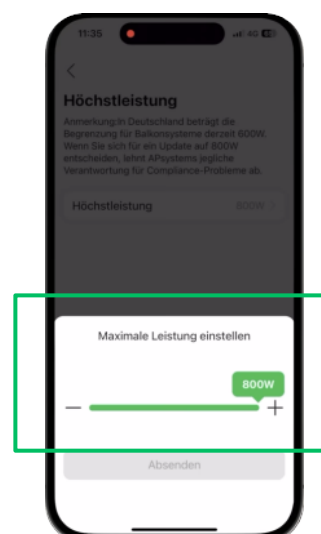 11:35 4G
Höchstleistung
Anmerkung:In Deutschland beträgt die
Begrenzung für Balkonsysteme derzeit 600W.
Wenn Sie sich für ein Update auf 800W
entscheiden, lehnt APsystems jegliche
Verantwortung für Compliance-Probleme ab.
Höchstleistung 800W
Maximale Leistung einstellen
800W
Absenden